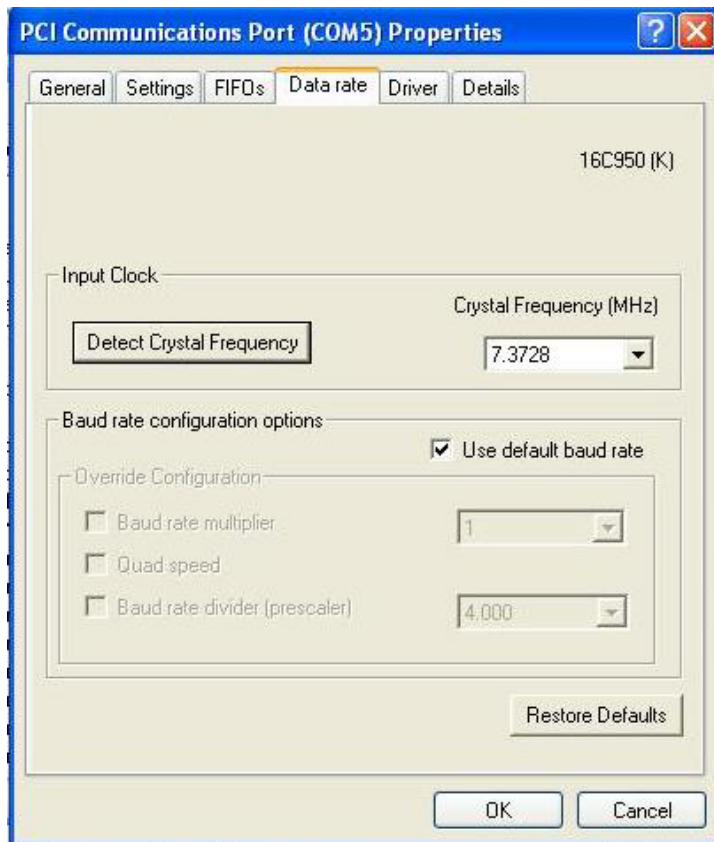 PCI Communications Port (COM5) Properties
General Settings FIFOs Data rate Driver Details
16C950 (K)
Input Clock
Crystal Frequency (MHz)
Detect Crystal Frequency
7.3728
Baud rate configuration options
Use default baud rate
Override Configuration
Baud rate multiplier 1
Quad speed
Baud rate divider (prescaler) 4.000
Restore Defaults
OK Cancel